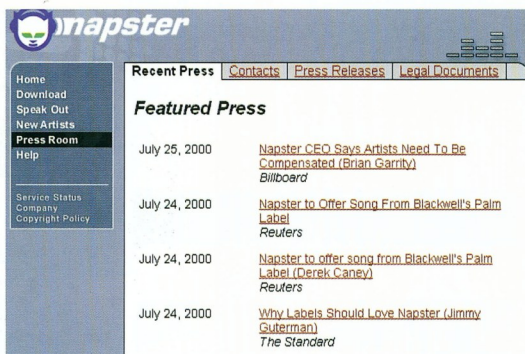 napster
Home
Download
Speak Out
New Artists
Press Room
Help
Service Status
Company
Copyright Policy
Recent Press Contacts Press Releases Legal Documents
Featured Press
July 25, 2000 Napster CEO Says Artists Need To Be
Compensated (Brian Garrity)
Billboard
July 24, 2000 Napster to Offer Song From Blackwell's Palm
Label
Reuters
July 24, 2000 Napster to offer song from Blackwell's Palm
Label (Derek Caney)
Reuters
July 24, 2000 Why Labels Should Love Napster (Jimmy
Guterman)
The Standard